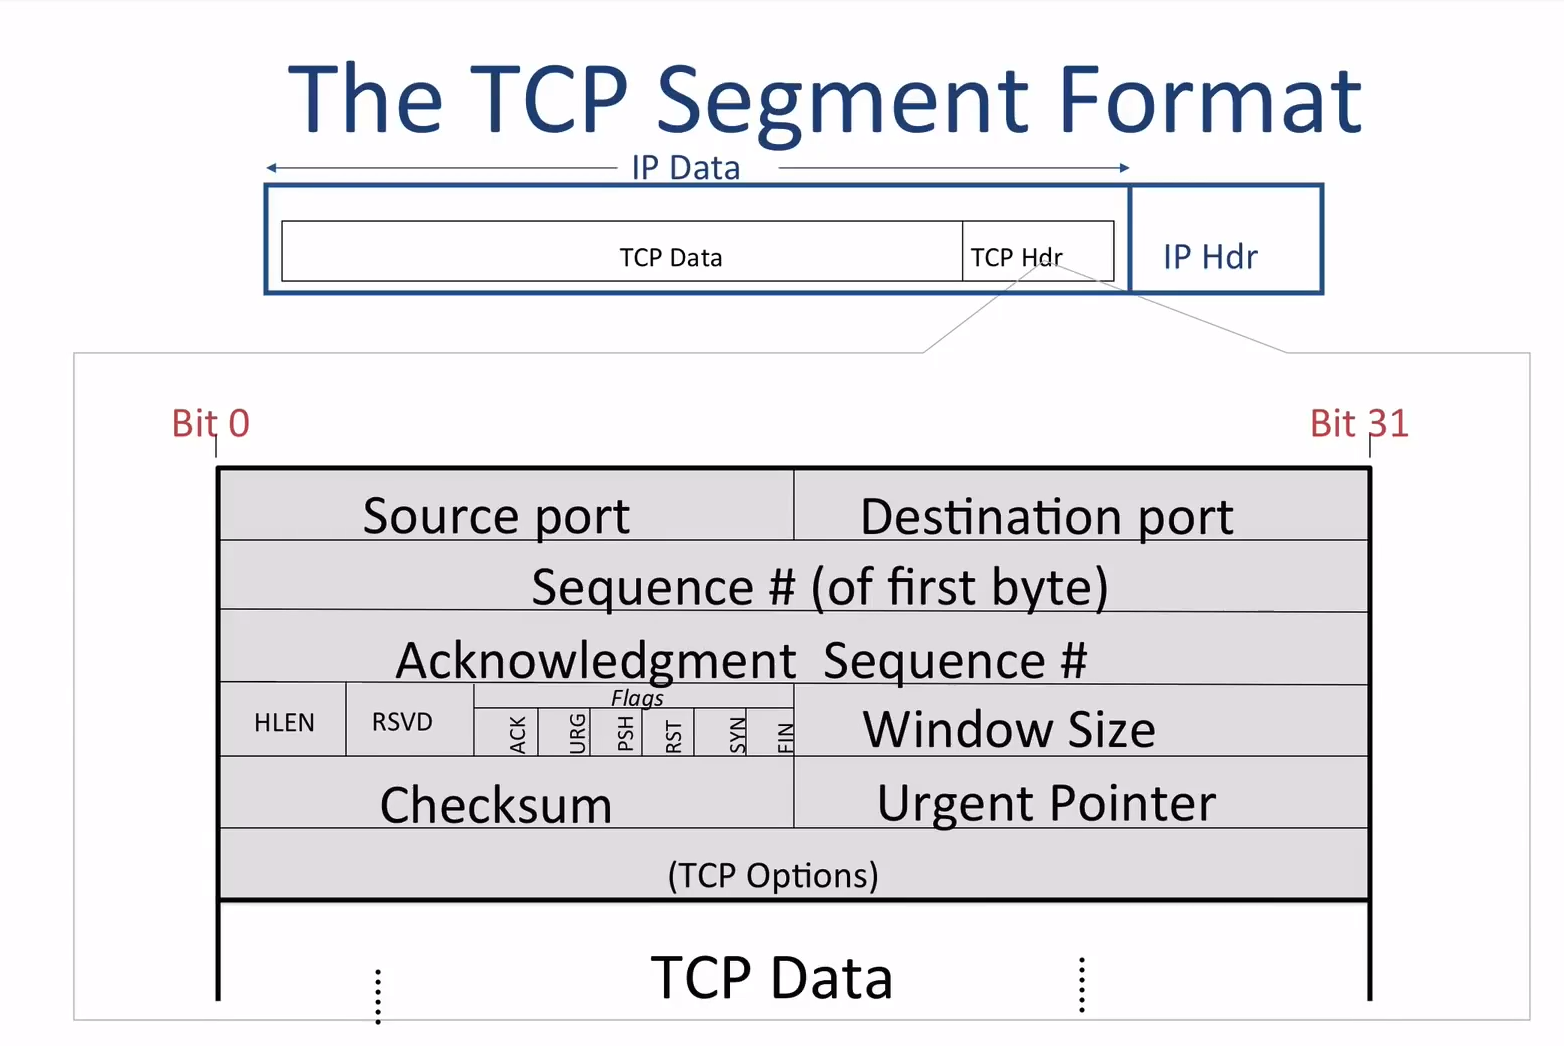 The TCP Segment Format
IP Data
TCP Data
TCP Hdr
IP Hdr
Bit 0
Bit 31
Source port
Destination port
Sequence # (of first byte)
Acknowledgment Sequence #
HLEN
RSVD
Flags
ACK
URG
PSH
RST
SYN
FIN
Window Size
Checksum
Urgent Pointer
(TCP Options)
TCP Data